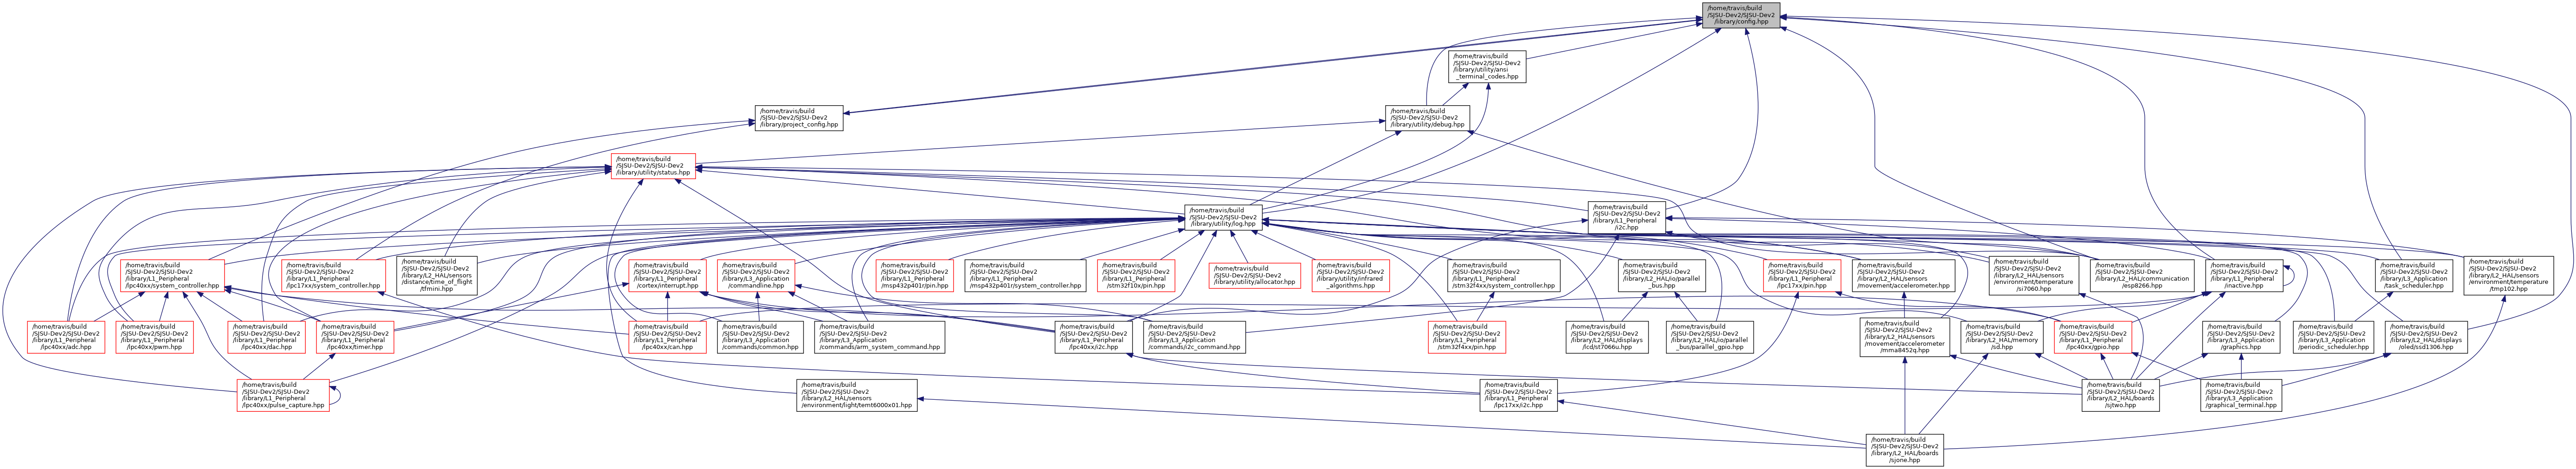 /home/travis/build
/SJSU-Dev2/SJSU-Dev2
/library/config.hpp
/home/travis/build
/SJSU-Dev2/SJSU-Dev2
/library/utility/ansi
_terminal_codes.hpp
/home/travis/build
/SJSU-Dev2/SJSU-Dev2
/library/project_config.hpp
/home/travis/build
/SJSU-Dev2/SJSU-Dev2
/library/utility/debug.hpp
/home/travis/build
/SJSU-Dev2/SJSU-Dev2
/library/utility/status.hpp
/home/travis/build
/SJSU-Dev2/SJSU-Dev2
/library/utility/log.hpp
/home/travis/build
/SJSU-Dev2/SJSU-Dev2
/library/L1_Peripheral
/i2c.hpp
/home/travis/build
/SJSU-Dev2/SJSU-Dev2
/library/L1_Peripheral
/lpc40xx/system_controller.hpp
/home/travis/build
/SJSU-Dev2/SJSU-Dev2
/library/L1_Peripheral
/lpc17xx/system_controller.hpp
/home/travis/build
/SJSU-Dev2/SJSU-Dev2
/library/L2_HAL/sensors
/distance/time_of_flight
/tfmini.hpp
/home/travis/build
/SJSU-Dev2/SJSU-Dev2
/library/L1_Peripheral
/cortex/interrupt.hpp
/home/travis/build
/SJSU-Dev2/SJSU-Dev2
/library/L3_Application
/commandline.hpp
/home/travis/build
/SJSU-Dev2/SJSU-Dev2
/library/L1_Peripheral
/msp432p401r/pin.hpp
/home/travis/build
/SJSU-Dev2/SJSU-Dev2
/library/L1_Peripheral
/msp432p401r/system_controller.hpp
/home/travis/build
/SJSU-Dev2/SJSU-Dev2
/library/L1_Peripheral
/stm32f10x/pin.hpp
/home/travis/build
/SJSU-Dev2/SJSU-Dev2
/library/utility/allocator.hpp
/home/travis/build
/SJSU-Dev2/SJSU-Dev2
/library/utility/infrared
_algorithms.hpp
/home/travis/build
/SJSU-Dev2/SJSU-Dev2
/library/L1_Peripheral
/stm32f4xx/system_controller.hpp
/home/travis/build
/SJSU-Dev2/SJSU-Dev2
/library/L2_HAL/io/parallel
_bus.hpp
/home/travis/build
/SJSU-Dev2/SJSU-Dev2
/library/L1_Peripheral
/lpc17xx/pin.hpp
/home/travis/build
/SJSU-Dev2/SJSU-Dev2
/library/L2_HAL/sensors
/movement/accelerometer.hpp
/home/travis/build
/SJSU-Dev2/SJSU-Dev2
/library/L2_HAL/sensors
/environment/temperature
/si7060.hpp
/home/travis/build
/SJSU-Dev2/SJSU-Dev2
/library/L2_HAL/communication
/esp8266.hpp
/home/travis/build
/SJSU-Dev2/SJSU-Dev2
/library/L1_Peripheral
/inactive.hpp
/home/travis/build
/SJSU-Dev2/SJSU-Dev2
/library/L3_Application
/task_scheduler.hpp
/home/travis/build
/SJSU-Dev2/SJSU-Dev2
/library/L2_HAL/sensors
/environment/temperature
/tmp102.hpp
/home/travis/build
/SJSU-Dev2/SJSU-Dev2
/library/L1_Peripheral
/lpc40xx/adc.hpp
/home/travis/build
/SJSU-Dev2/SJSU-Dev2
/library/L1_Peripheral
/lpc40xx/pwm.hpp
/home/travis/build
/SJSU-Dev2/SJSU-Dev2
/library/L1_Peripheral
/lpc40xx/dac.hpp
/home/travis/build
/SJSU-Dev2/SJSU-Dev2
/library/L1_Peripheral
/lpc40xx/timer.hpp
/home/travis/build
/SJSU-Dev2/SJSU-Dev2
/library/L1_Peripheral
/lpc40xx/can.hpp
/home/travis/build
/SJSU-Dev2/SJSU-Dev2
/library/L3_Application
/commands/common.hpp
/home/travis/build
/SJSU-Dev2/SJSU-Dev2
/library/L3_Application
/commands/arm_system_command.hpp
/home/travis/build
/SJSU-Dev2/SJSU-Dev2
/library/L1_Peripheral
/lpc40xx/i2c.hpp
/home/travis/build
/SJSU-Dev2/SJSU-Dev2
/library/L3_Application
/commands/i2c_command.hpp
/home/travis/build
/SJSU-Dev2/SJSU-Dev2
/library/L1_Peripheral
/stm32f4xx/pin.hpp
/home/travis/build
/SJSU-Dev2/SJSU-Dev2
/library/L2_HAL/displays
/lcd/st7066u.hpp
/home/travis/build
/SJSU-Dev2/SJSU-Dev2
/library/L2_HAL/io/parallel
_bus/parallel_gpio.hpp
/home/travis/build
/SJSU-Dev2/SJSU-Dev2
/library/L2_HAL/sensors
/movement/accelerometer
/mma8452q.hpp
/home/travis/build
/SJSU-Dev2/SJSU-Dev2
/library/L2_HAL/memory
/sd.hpp
/home/travis/build
/SJSU-Dev2/SJSU-Dev2
/library/L1_Peripheral
/lpc40xx/gpio.hpp
/home/travis/build
/SJSU-Dev2/SJSU-Dev2
/library/L3_Application
/graphics.hpp
/home/travis/build
/SJSU-Dev2/SJSU-Dev2
/library/L3_Application
/periodic_scheduler.hpp
/home/travis/build
/SJSU-Dev2/SJSU-Dev2
/library/L2_HAL/displays
/oled/ssd1306.hpp
/home/travis/build
/SJSU-Dev2/SJSU-Dev2
/library/L1_Peripheral
/lpc40xx/pulse_capture.hpp
/home/travis/build
/SJSU-Dev2/SJSU-Dev2
/library/L2_HAL/sensors
/environment/light/temt6000x01.hpp
/home/travis/build
/SJSU-Dev2/SJSU-Dev2
/library/L1_Peripheral
/lpc17xx/i2c.hpp
/home/travis/build
/SJSU-Dev2/SJSU-Dev2
/library/L2_HAL/boards
/sjtwo.hpp
/home/travis/build
/SJSU-Dev2/SJSU-Dev2
/library/L3_Application
/graphical_terminal.hpp
/home/travis/build
/SJSU-Dev2/SJSU-Dev2
/library/L2_HAL/boards
/sjone.hpp